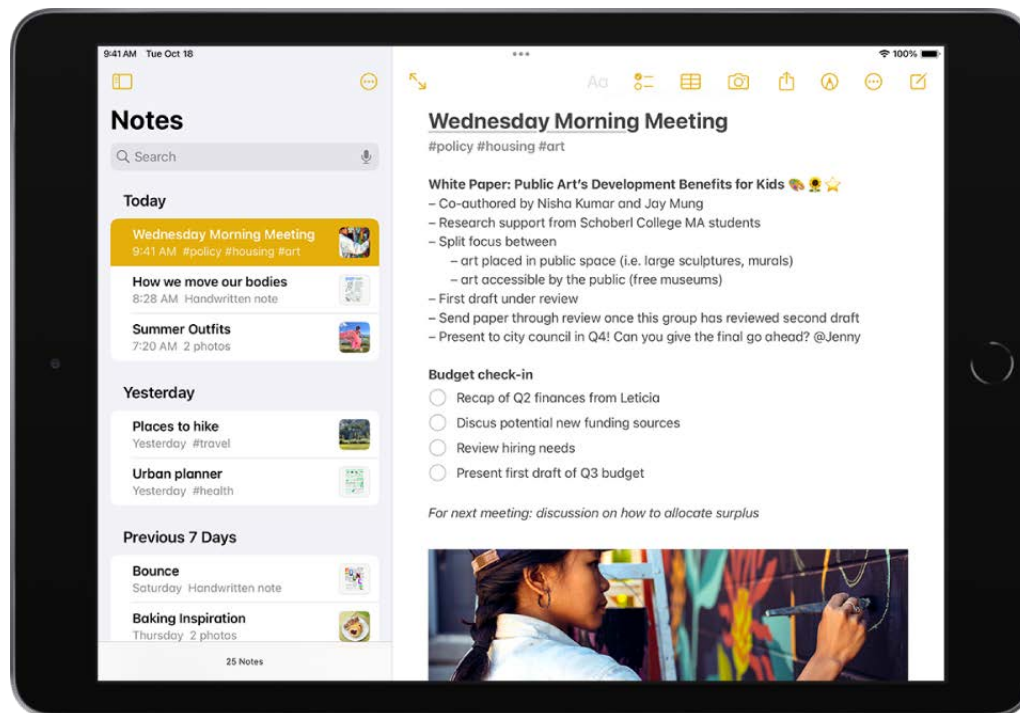 9:41 AM Tue Oct 18
100%
Notes
Search
Today
Wednesday Morning Meeting
9:41 AM #policy #housing #art
How we move our bodies
8:28 AM Handwritten note
Summer Outfits
7:20 AM 2 photos
Yesterday
Places to hike
Yesterday #travel
Urban planner
Yesterday #health
Previous 7 Days
Bounce
Saturday Handwritten note
Baking Inspiration
Thursday 2 photos
25 Notes
Aa
Wednesday Morning Meeting
#policy #housing #art
White Paper: Public Art's Development Benefits for Kids 🎨 🌻 ⭐
– Co-authored by Nisha Kumar and Jay Mung
– Research support from Schoberl College MA students
– Split focus between
– art placed in public space (i.e. large sculptures, murals)
– art accessible by the public (free museums)
– First draft under review
– Send paper through review once this group has reviewed second draft
– Present to city council in Q4! Can you give the final go ahead? @Jenny
Budget check-in
Recap of Q2 finances from Leticia
Discus potential new funding sources
Review hiring needs
Present first draft of Q3 budget
For next meeting: discussion on how to allocate surplus